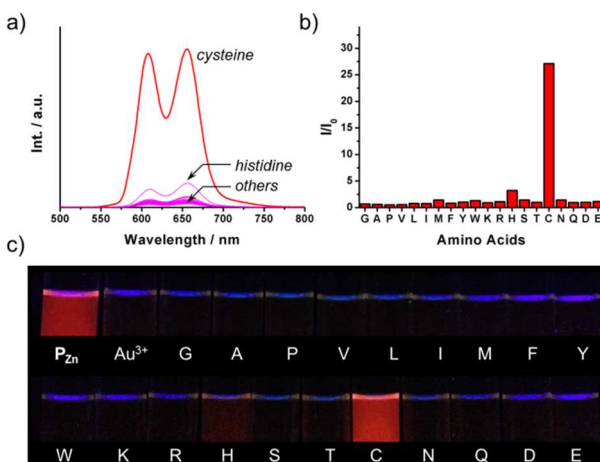 a)
Int. / a.u.
cysteine
histidine
others
500 550 600 650 700 750 800
Wavelength / nm
b)
I/I0
30
25
20
15
10
5
0
G A P V L I M F Y W K R H S T C N Q D E
Amino Acids
c)
PZn Au3+ G A P V L I M F Y
W K R H S T C N Q D E